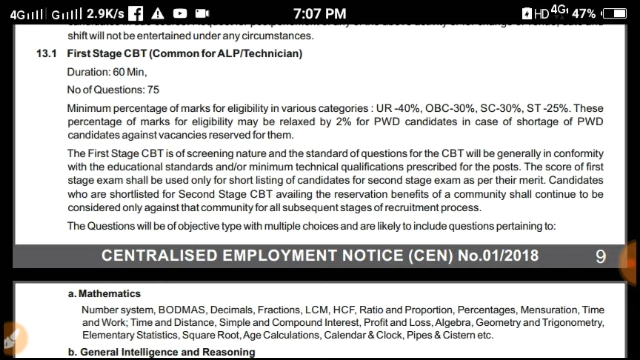 4G 4G 2.9K/s 7:07 PM HD 4G 47%
shift will not be entertained under any circumstances.
13.1 First Stage CBT (Common for ALP/Technician)
Duration: 60 Min,
No of Questions: 75
Minimum percentage of marks for eligibility in various categories : UR -40%, OBC-30%, SC-30%, ST -25%. These
percentage of marks for eligibility may be relaxed by 2% for PWD candidates in case of shortage of PWD
candidates against vacancies reserved for them.
The First Stage CBT is of screening nature and the standard of questions for the CBT will be generally in conformity
with the educational standards and/or minimum technical qualifications prescribed for the posts. The score of first
stage exam shall be used only for short listing of candidates for second stage exam as per their merit. Candidates
who are shortlisted for Second Stage CBT availing the reservation benefits of a community shall continue to be
considered only against that community for all subsequent stages of recruitment process.
The Questions will be of objective type with multiple choices and are likely to include questions pertaining to:
CENTRALISED EMPLOYMENT NOTICE (CEN) No.01/2018 9
a. Mathematics
Number system, BODMAS, Decimals, Fractions, LCM, HCF, Ratio and Proportion, Percentages, Mensuration, Time
and Work; Time and Distance, Simple and Compound Interest, Profit and Loss, Algebra, Geometry and Trigonometry,
Elementary Statistics, Square Root, Age Calculations, Calendar & Clock, Pipes & Cistern etc.
b. General Intelligence and Reasoning